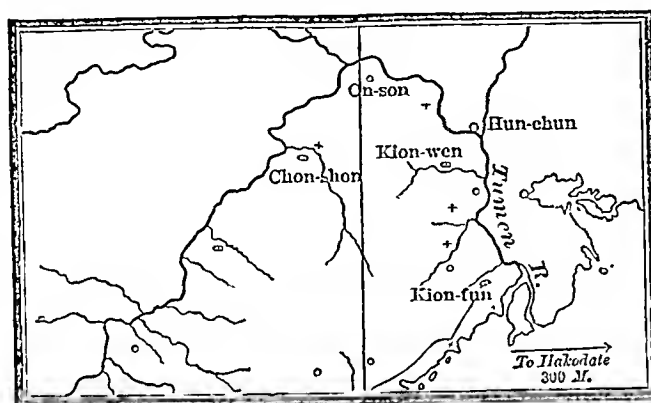 On-son
Hun-chun
Kion-wen
Chon-shon
Tumen
R.
Kion-fun
To Hakodate
300 M.